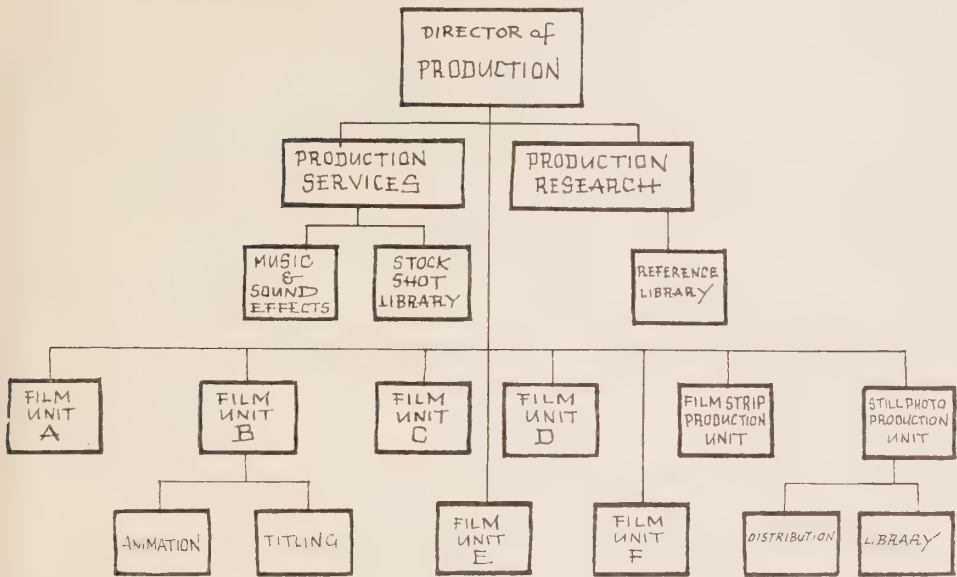 DIRECTOR of
PRODUCTION
PRODUCTION
SERVICES
PRODUCTION
RESEARCH
MUSIC
&
SOUND
EFFECTS
STOCK
SHOT
LIBRARY
REFERENCE
LIBRARY
FILM
UNIT
A
FILM
UNIT
B
FILM
UNIT
C
FILM
UNIT
D
FILM STRIP
PRODUCTION
UNIT
STILL PHOTO
PRODUCTION
UNIT
ANIMATION
TITLING
FILM
UNIT
E
FILM
UNIT
F
DISTRIBUTION
LIBRARY